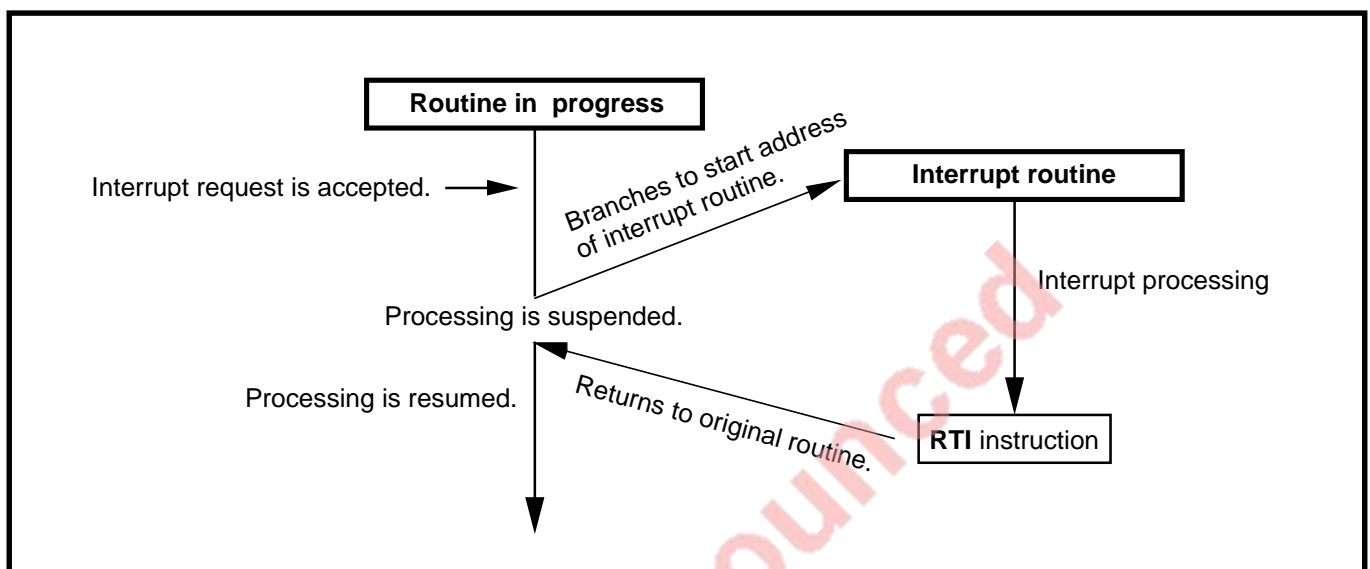 Routine in progress
Interrupt request is accepted.
Branches to start address
of interrupt routine.
Interrupt routine
Interrupt processing
Processing is suspended.
Processing is resumed.
Returns to original routine.
RTI instruction
ounced